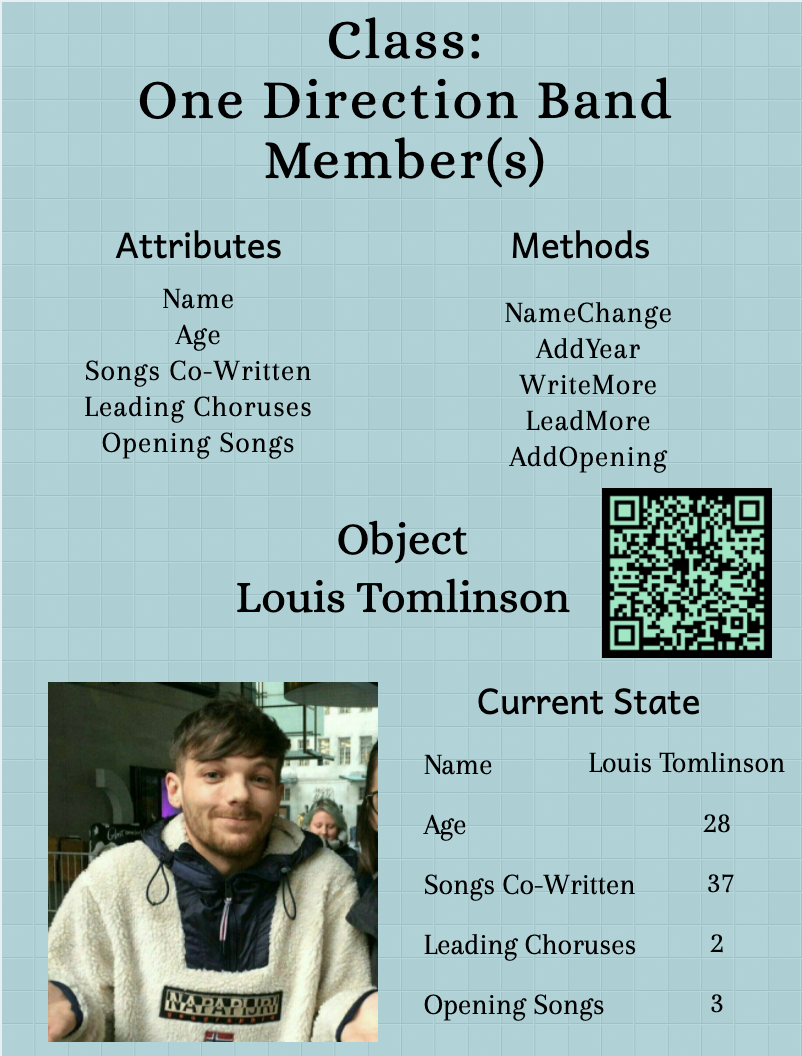 Class:
One Direction Band
Member(s)
Attributes
Name
Age
Songs Co-Written
Leading Choruses
Opening Songs
Methods
NameChange
AddYear
WriteMore
LeadMore
AddOpening
Object
Louis Tomlinson
Current State
Name Louis Tomlinson
Age 28
Songs Co-Written 37
Leading Choruses 2
Opening Songs 3
NAPAPIJRI